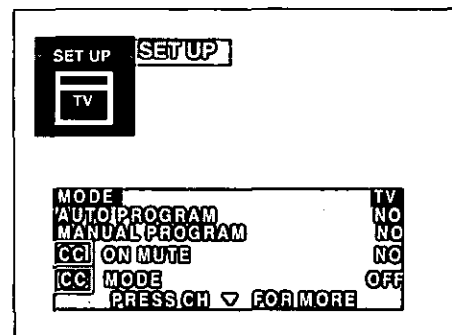 SET UP
SET UP
TV
MODE TV
AUTO PROGRAM NO
MANUAL PROGRAM NO
CC ON MUTE NO
CC MODE OFF
PRESS CH ▽ FOR MORE